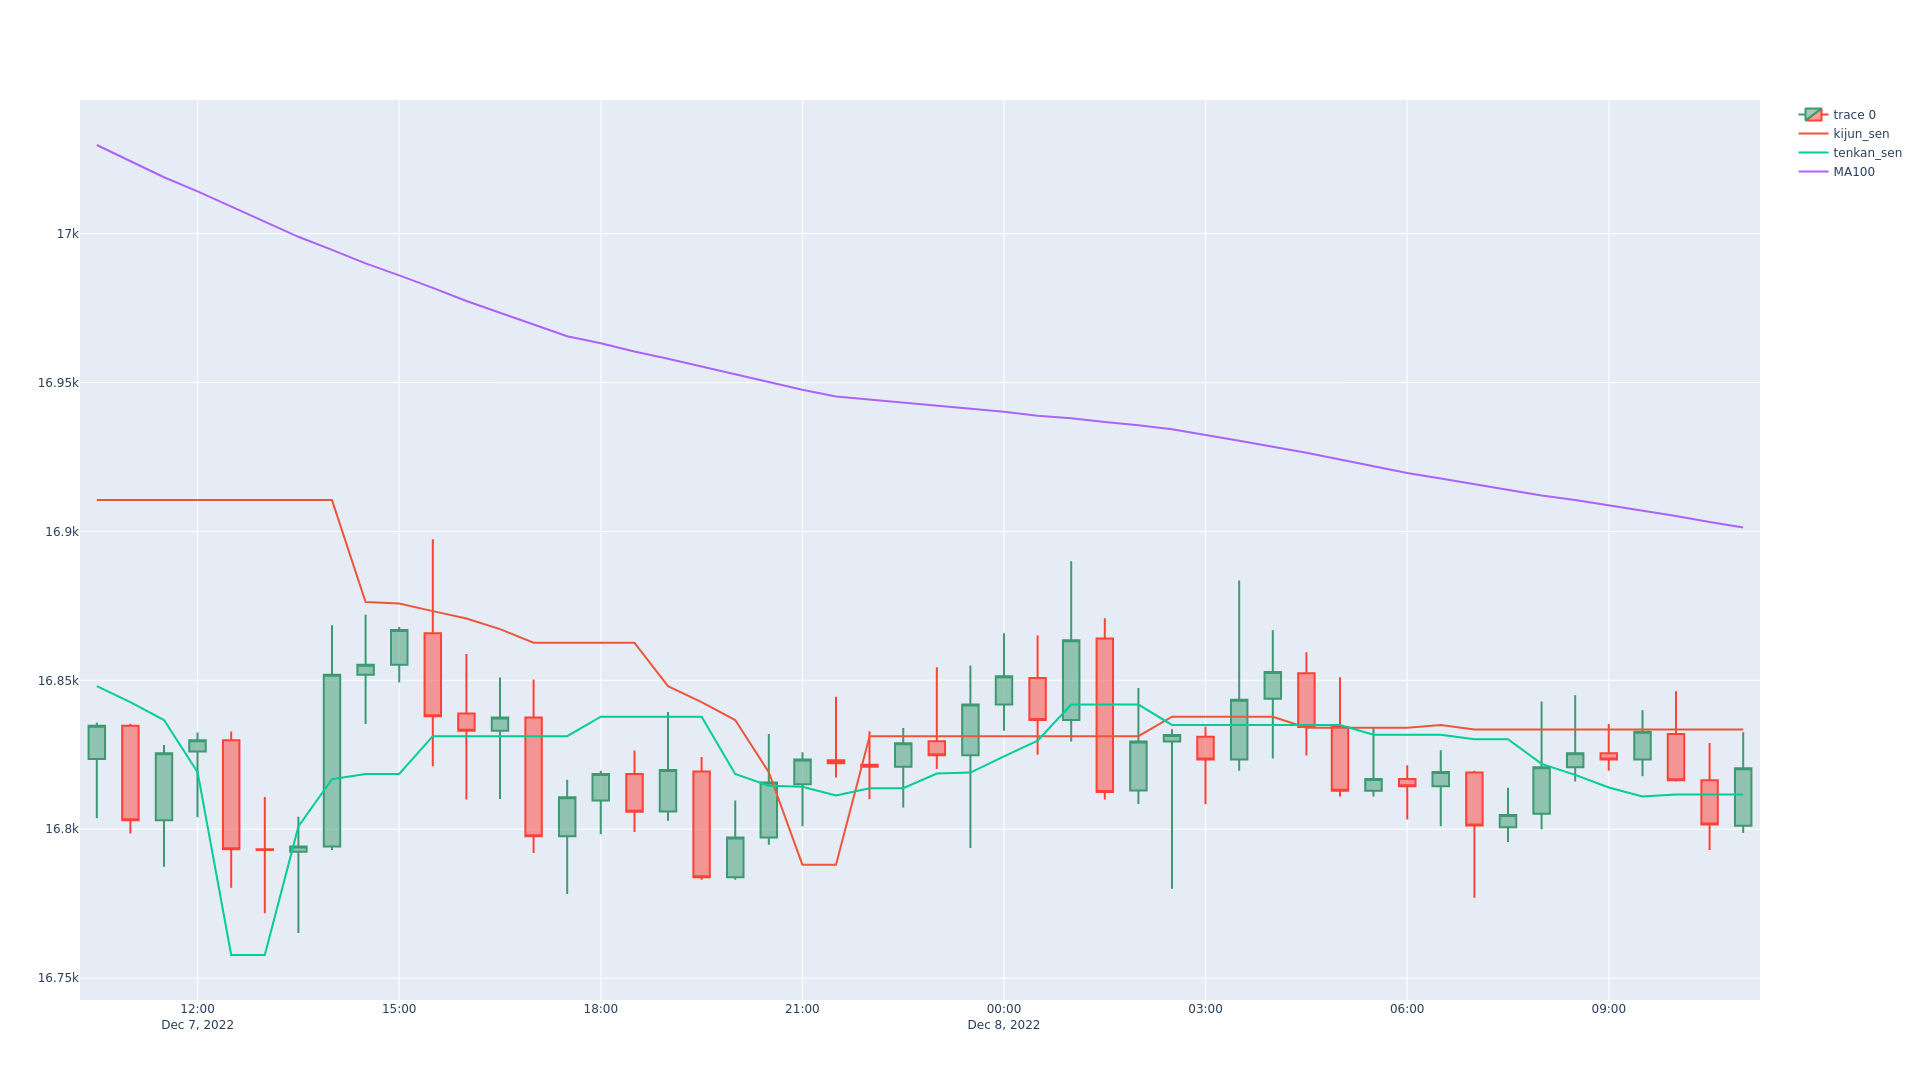 trace 0
kijun_sen
tenkan_sen
MA100
17k
16.95k
16.9k
16.85k
16.8k
16.75k
12:00 15:00 18:00 21:00 00:00 03:00 06:00 09:00
Dec 7, 2022 Dec 8, 2022